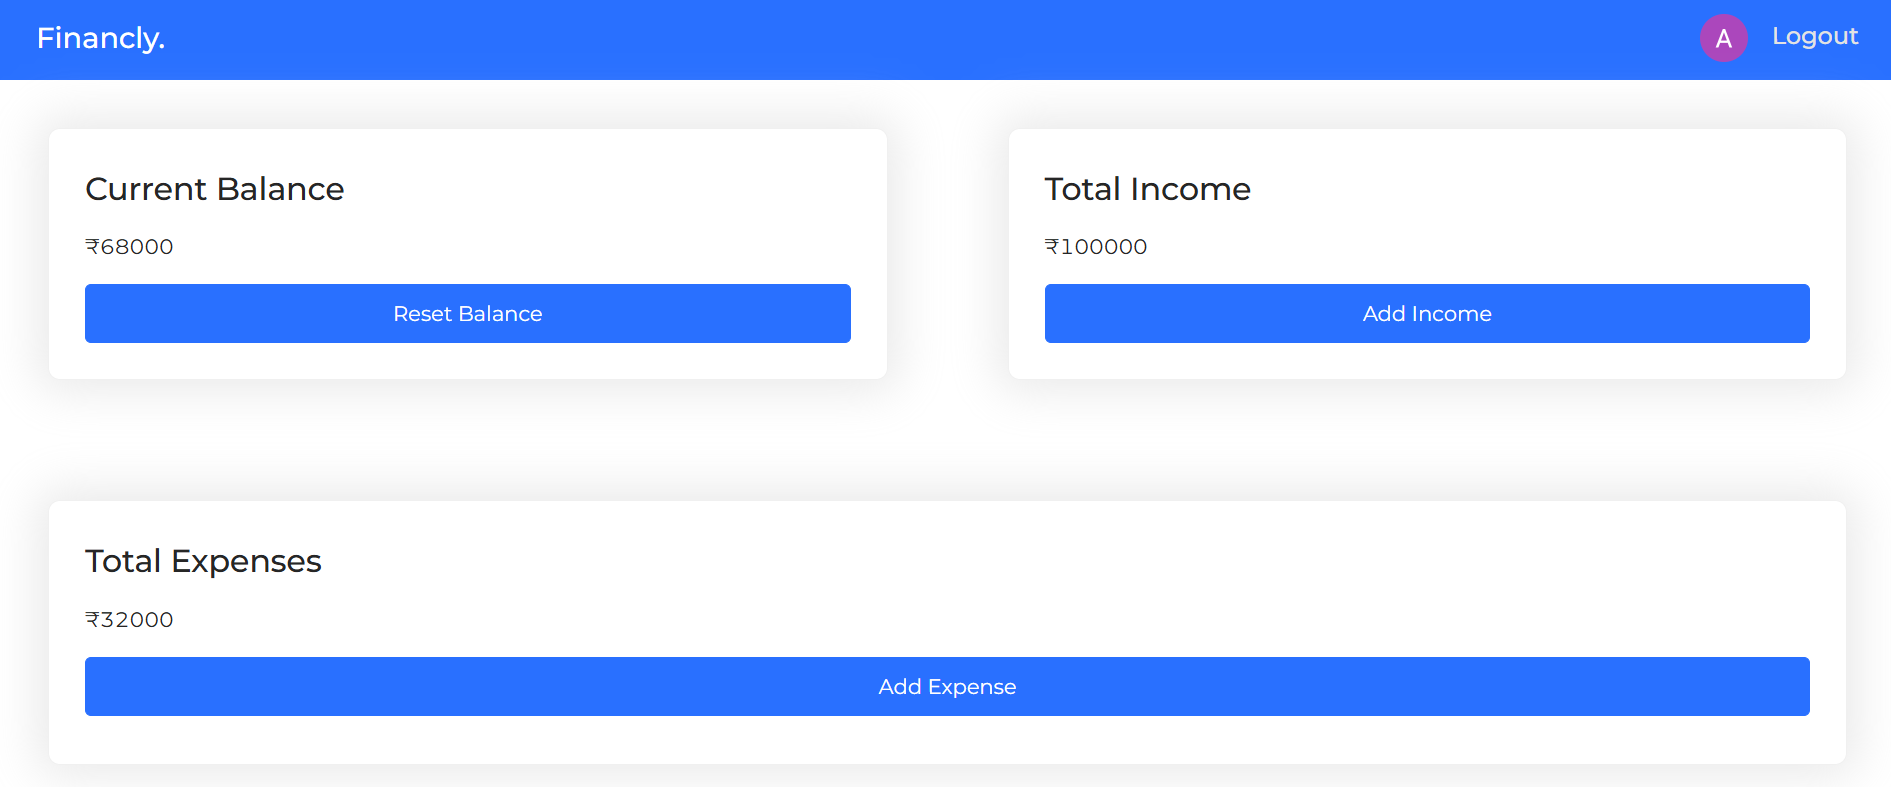 Financly.
A
Logout
Current Balance
₹68000
Reset Balance
Total Income
₹100000
Add Income
Total Expenses
₹32000
Add Expense